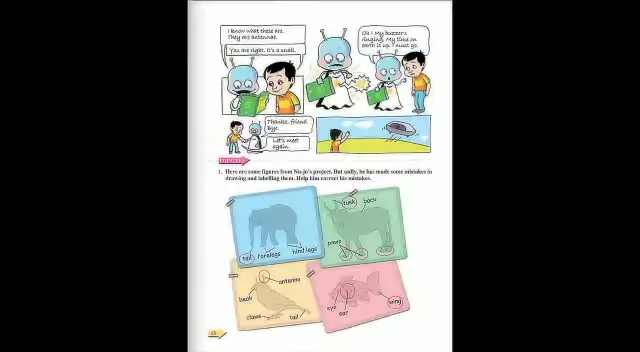 I know what these are.
They are antennae.
You are right. It's a snail.
Oh! My buzzer's
ringing. My time on
earth is up. I must go.
Thanks, friend.
Bye.
Let's meet
again.
EXERCISES
1. Here are some figures from Nu-jo's project. But sadly, he has made some mistakes in
drawing and labelling them. Help him correct his mistakes.
tail
forelegs
hind legs
tusk
back
paws
beak
antenna
claws
tail
eye
ear
wing